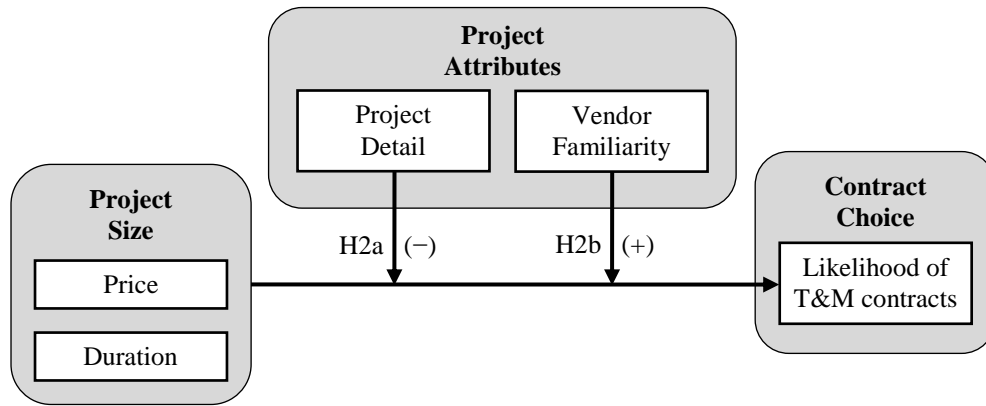 Project
Attributes
Project
Detail
Vendor
Familiarity
Project
Size
Price
Duration
H2a (−)
H2b (+)
Contract
Choice
Likelihood of
T&M contracts